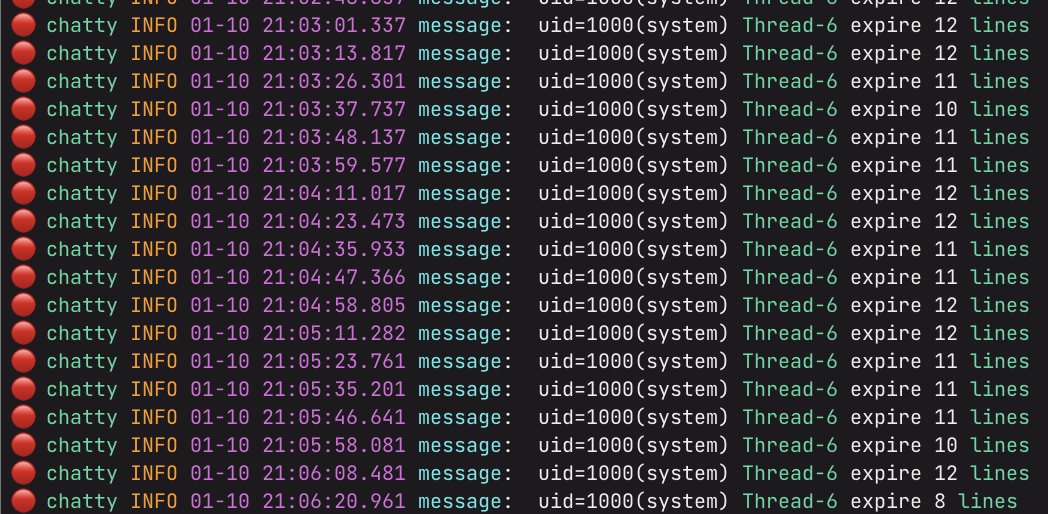 chatty INFO 01-10 21:02:48.857 message:  uid=1000(system) Thread-6 expire 12 lines
chatty INFO 01-10 21:03:01.337 message:  uid=1000(system) Thread-6 expire 12 lines
chatty INFO 01-10 21:03:13.817 message:  uid=1000(system) Thread-6 expire 12 lines
chatty INFO 01-10 21:03:26.301 message:  uid=1000(system) Thread-6 expire 11 lines
chatty INFO 01-10 21:03:37.737 message:  uid=1000(system) Thread-6 expire 10 lines
chatty INFO 01-10 21:03:48.137 message:  uid=1000(system) Thread-6 expire 11 lines
chatty INFO 01-10 21:03:59.577 message:  uid=1000(system) Thread-6 expire 11 lines
chatty INFO 01-10 21:04:11.017 message:  uid=1000(system) Thread-6 expire 12 lines
chatty INFO 01-10 21:04:23.473 message:  uid=1000(system) Thread-6 expire 12 lines
chatty INFO 01-10 21:04:35.933 message:  uid=1000(system) Thread-6 expire 11 lines
chatty INFO 01-10 21:04:47.366 message:  uid=1000(system) Thread-6 expire 11 lines
chatty INFO 01-10 21:04:58.805 message:  uid=1000(system) Thread-6 expire 12 lines
chatty INFO 01-10 21:05:11.282 message:  uid=1000(system) Thread-6 expire 12 lines
chatty INFO 01-10 21:05:23.761 message:  uid=1000(system) Thread-6 expire 11 lines
chatty INFO 01-10 21:05:35.201 message:  uid=1000(system) Thread-6 expire 11 lines
chatty INFO 01-10 21:05:46.641 message:  uid=1000(system) Thread-6 expire 11 lines
chatty INFO 01-10 21:05:58.081 message:  uid=1000(system) Thread-6 expire 10 lines
chatty INFO 01-10 21:06:08.481 message:  uid=1000(system) Thread-6 expire 12 lines
chatty INFO 01-10 21:06:20.961 message:  uid=1000(system) Thread-6 expire 8 lines